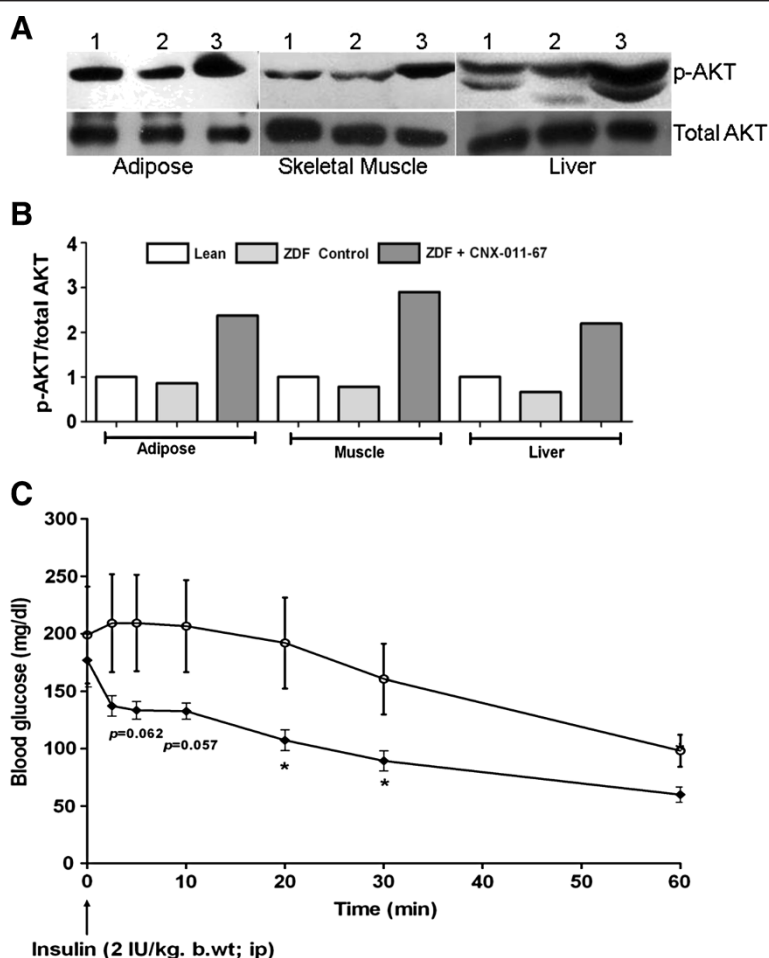 A
1 2 3 1 2 3 1 2 3
p-AKT
Total AKT
Adipose Skeletal Muscle Liver
B
p-AKT/total AKT
4
3
2
1
0
Lean ZDF Control ZDF + CNX-011-67
Adipose Muscle Liver
C
Blood glucose (mg/dl)
300
250
200
150
100
50
0
p=0.062
p=0.057
*
*
0 10 20 30 40 50 60
Time (min)
Insulin (2 IU/kg. b.wt; ip)